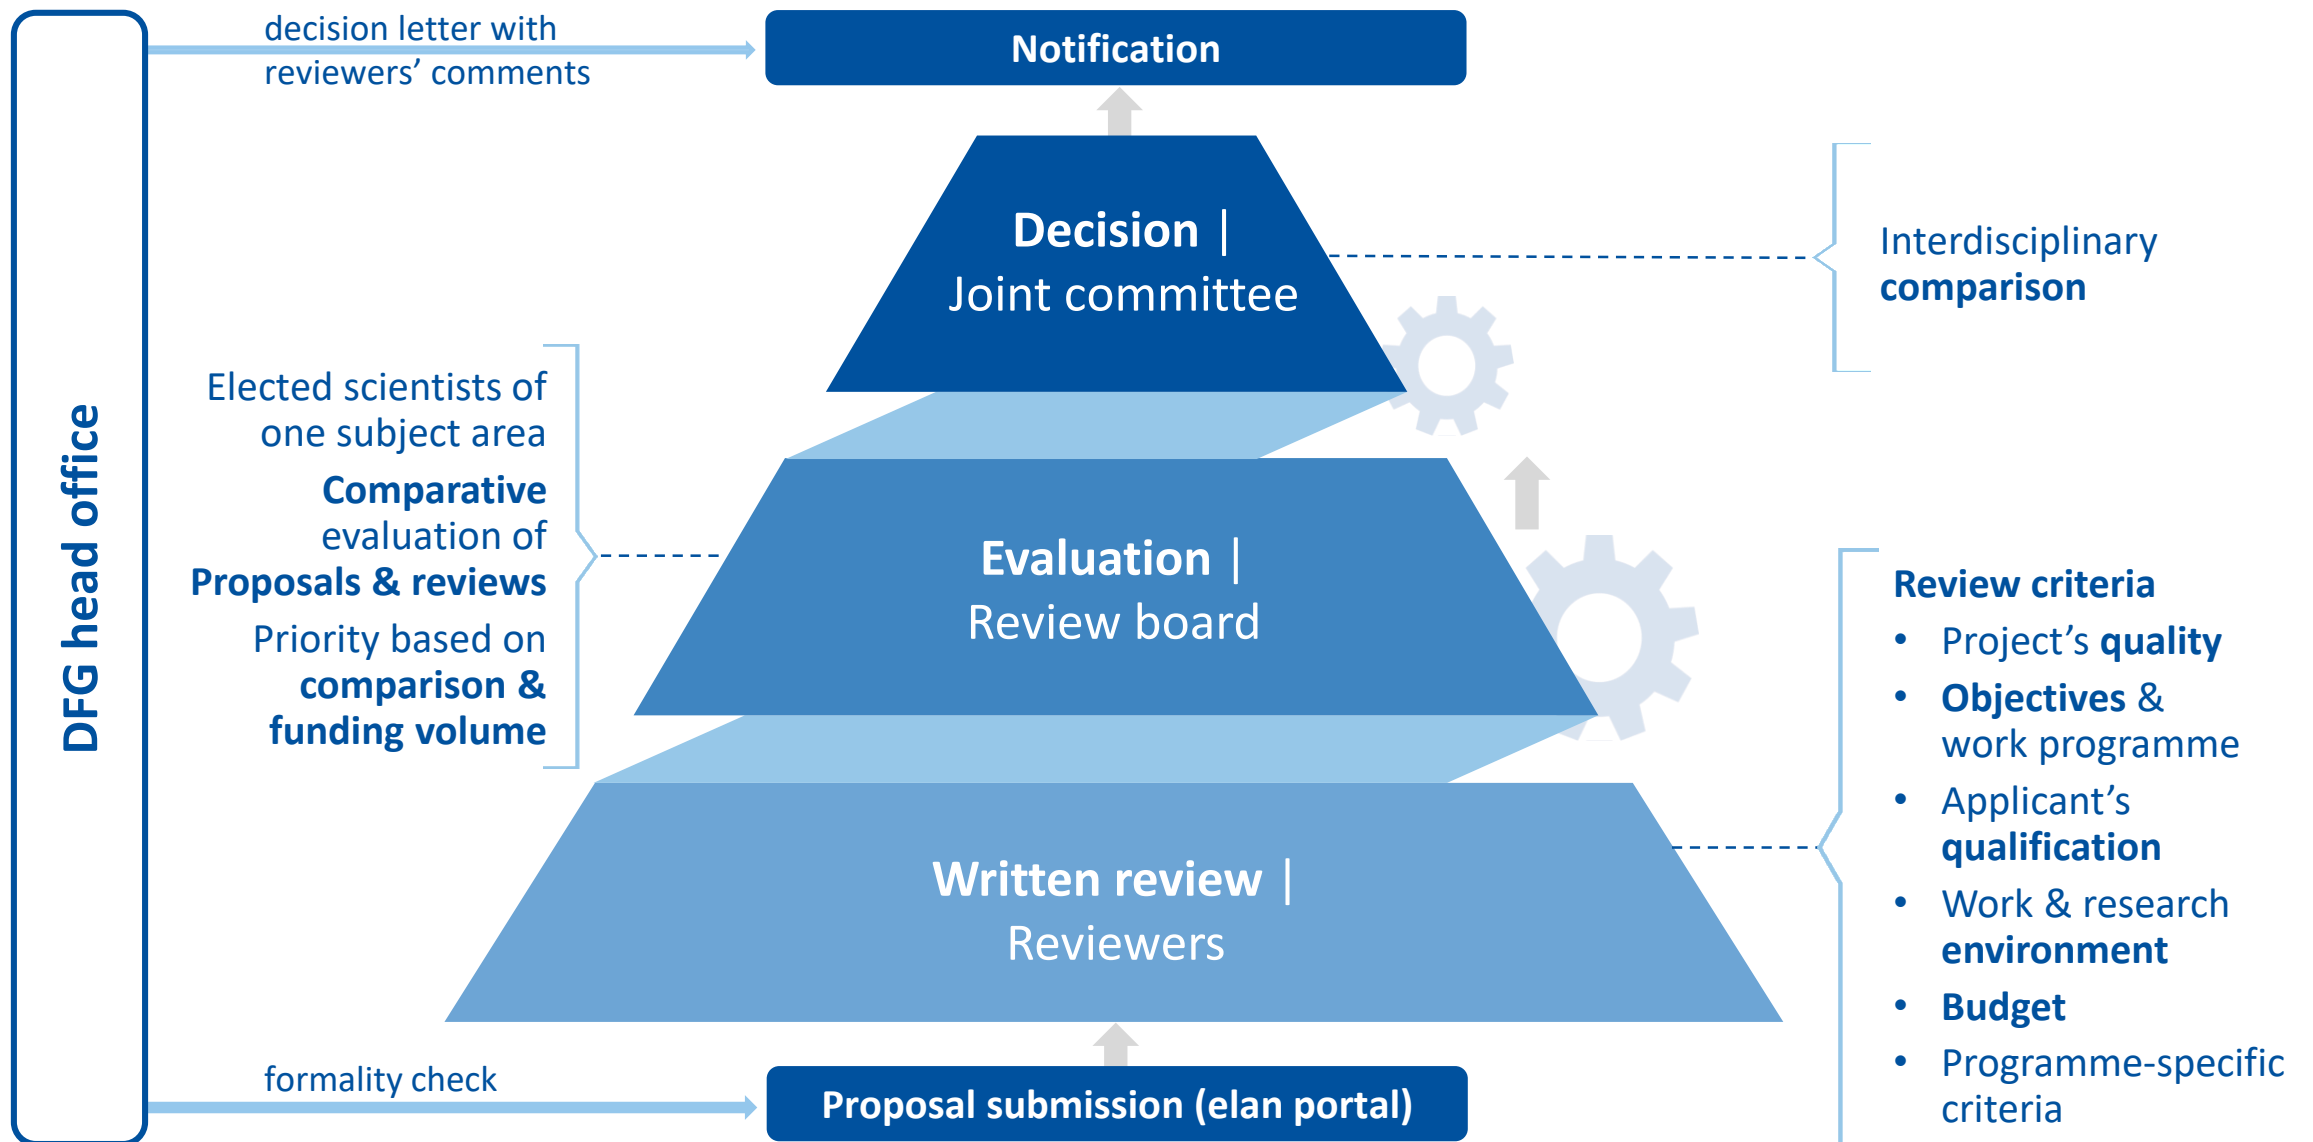 DFG head office
decision letter with
reviewers’ comments
Notification
Decision |
Joint committee
Interdisciplinary
comparison
Elected scientists of
one subject area
Comparative
evaluation of
Proposals & reviews
Priority based on
comparison &
funding volume
Evaluation |
Review board
Written review |
Reviewers
Review criteria
• Project’s quality
• Objectives &
work programme
• Applicant’s
qualification
• Work & research
environment
• Budget
• Programme-specific
criteria
formality check
Proposal submission (elan portal)